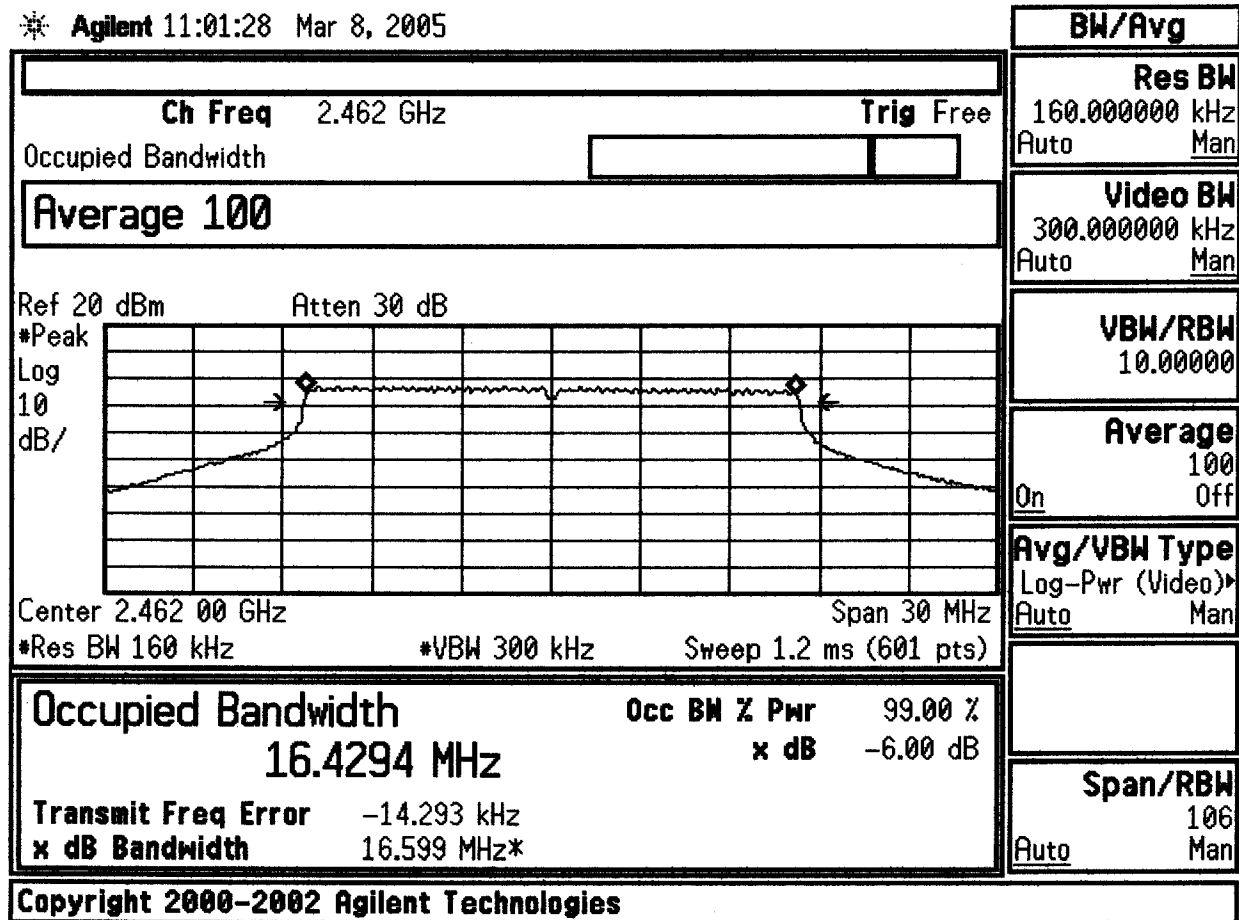 Agilent 11:01:28 Mar 8, 2005
Ch Freq 2.462 GHz
Trig Free
Occupied Bandwidth
Average 100
Ref 20 dBm
Atten 30 dB
*Peak
Log
10
dB/
Center 2.462 00 GHz
Span 30 MHz
*Res BW 160 kHz
*VBW 300 kHz
Sweep 1.2 ms (601 pts)
Occupied Bandwidth
16.4294 MHz
Occ BW % Pwr 99.00 %
x dB -6.00 dB
Transmit Freq Error -14.293 kHz
x dB Bandwidth 16.599 MHz*
Copyright 2000-2002 Agilent Technologies
BW/Avg
Res BW
160.000000 kHz
Auto Man
Video BW
300.000000 kHz
Auto Man
VBW/RBW
10.00000
Average
100
On Off
Avg/VBW Type
Log-Pwr (Video)▸
Auto Man
Span/RBW
106
Auto Man